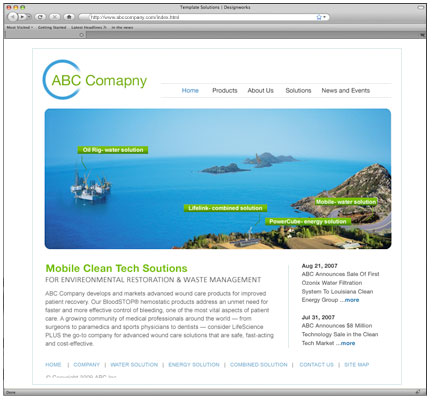 Template Solutions | Designworks
http://www.abccompany.com/index.html
Most Visited Getting Started Latest Headlines In the news
ABC Comapny
Home Products About Us Solutions News and Events
Oil Rig- water solution
Mobile- water solution
Lifelink- combined solution
PowerCube- energy solution
Mobile Clean Tech Soutions
FOR ENVIRONMENTAL RESTORATION & WASTE MANAGEMENT
ABC Company develops and markets advanced wound care products for improved
patient recovery. Our BloodSTOP® hemostatic products address an unmet need for
faster and more effective control of bleeding, one of the most vital aspects of patient
care. A growing community of medical professionals around the world — from
surgeons to paramedics and sports physicians to dentists — consider LifeScience
PLUS the go-to company for advanced wound care solutions that are safe, fast-acting
and cost-effective.
Aug 21, 2007
ABC Announces Sale Of First
Ozonix Water Filtration
System To Louisiana Clean
Energy Group ...more
Jul 31, 2007
ABC Announces $8 Million
Technology Sale in the Clean
Tech Market ...more
HOME | COMPANY | WATER SOLUTION | ENERGY SOLUTION | COMBINED SOLUTION | CONTACT US | SITE MAP
© Copyright 2009 ABC Inc
Done